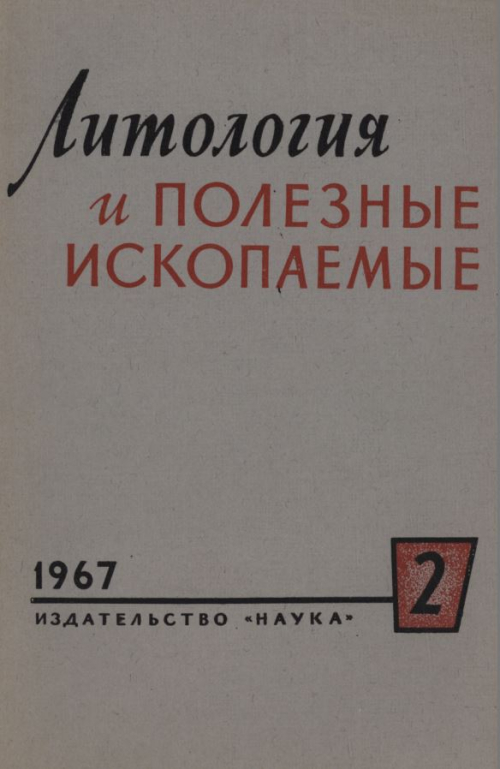 Литология
и ПОЛЕЗНЫЕ
ИСКОПАЕМЫЕ
1967
2
ИЗДАТЕЛЬСТВО «НАУКА»